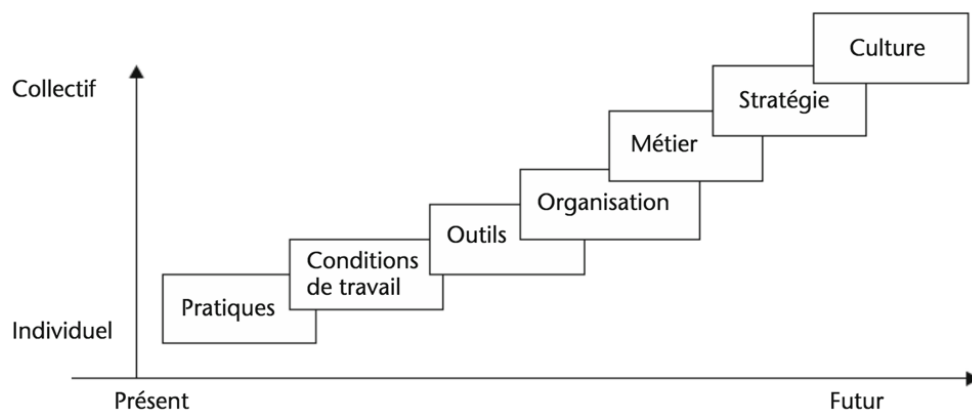 Culture
Collectif
Stratégie
Métier
Organisation
Outils
Conditions
de travail
Pratiques
Individuel
Présent
Futur